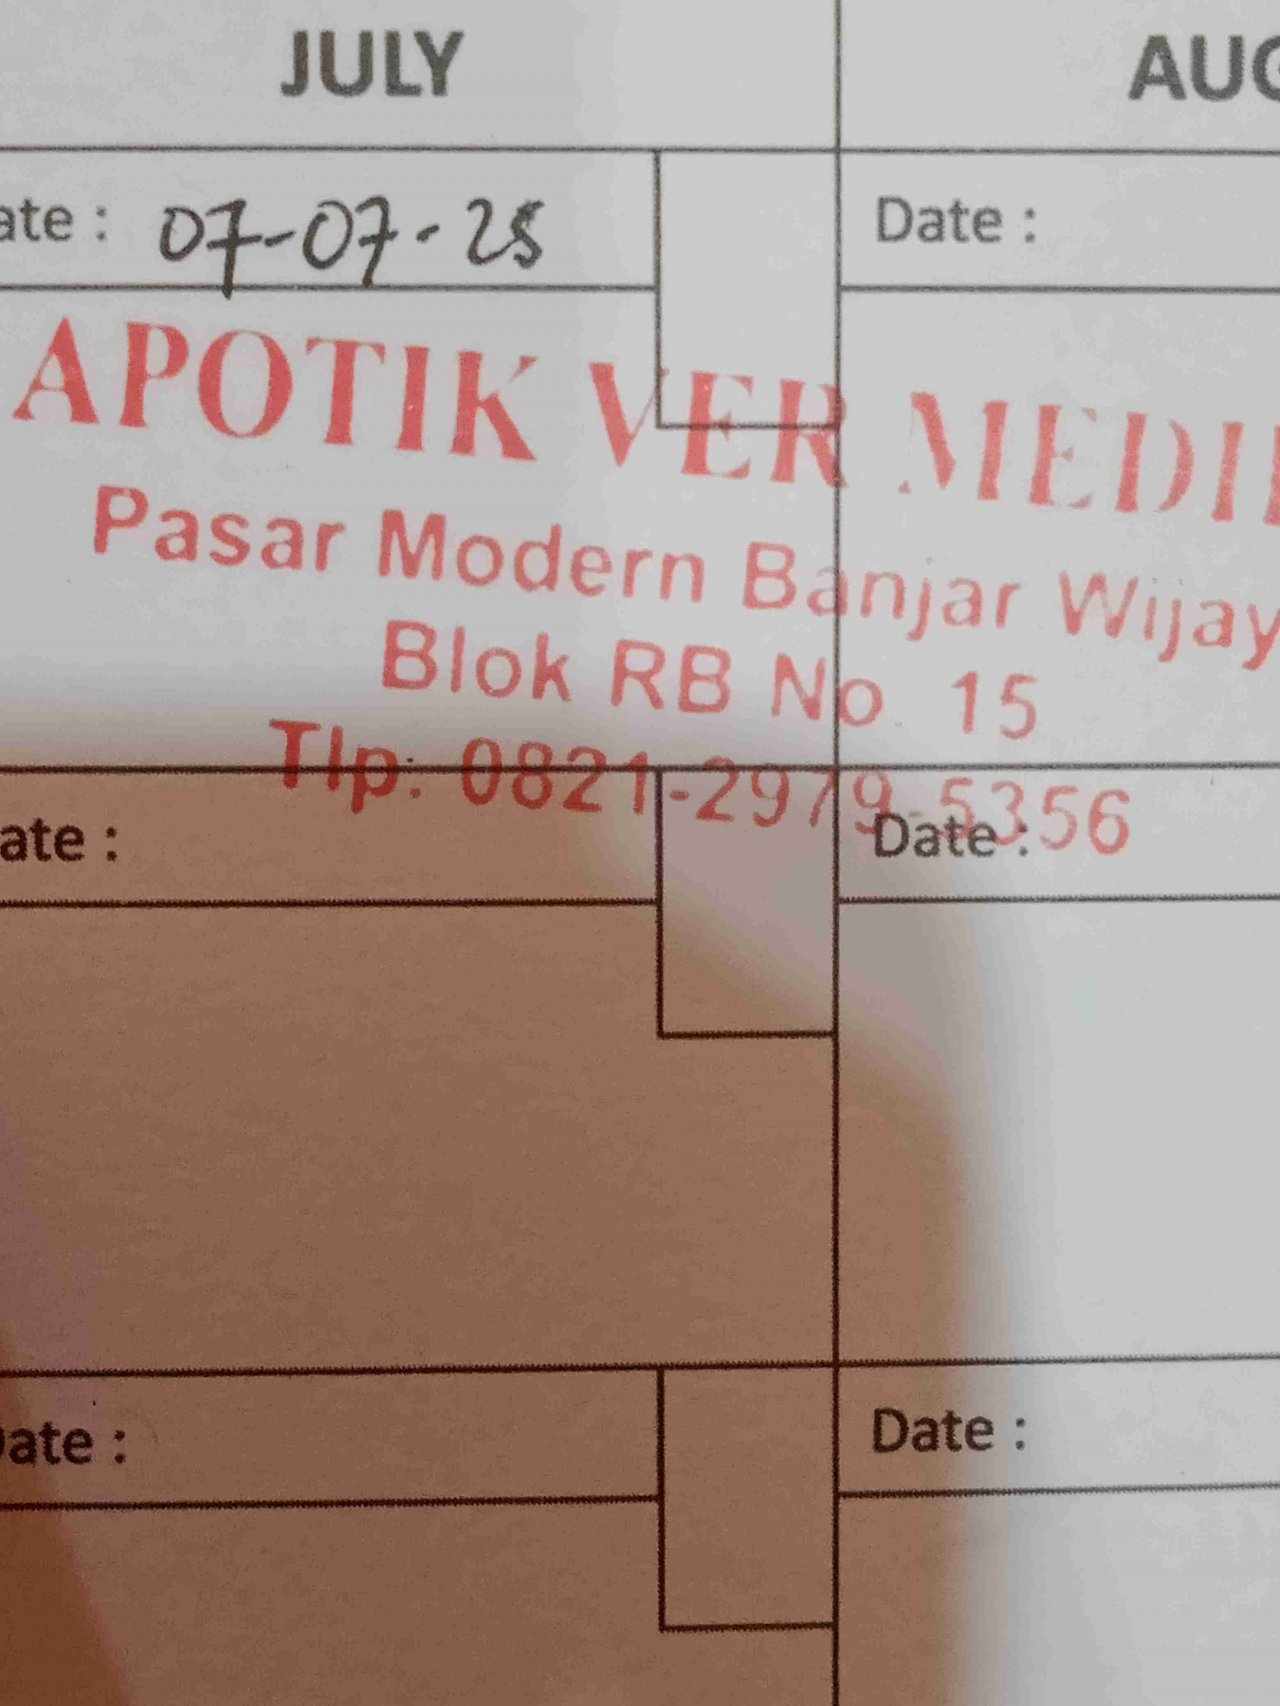 JULY AUG
ate : 07-07-25 Date :
APOTIK VER MEDI
Pasar Modern Banjar Wijay
Blok RB No. 15
Tlp: 0821-2979-5356
ate : Date :
ate : Date :